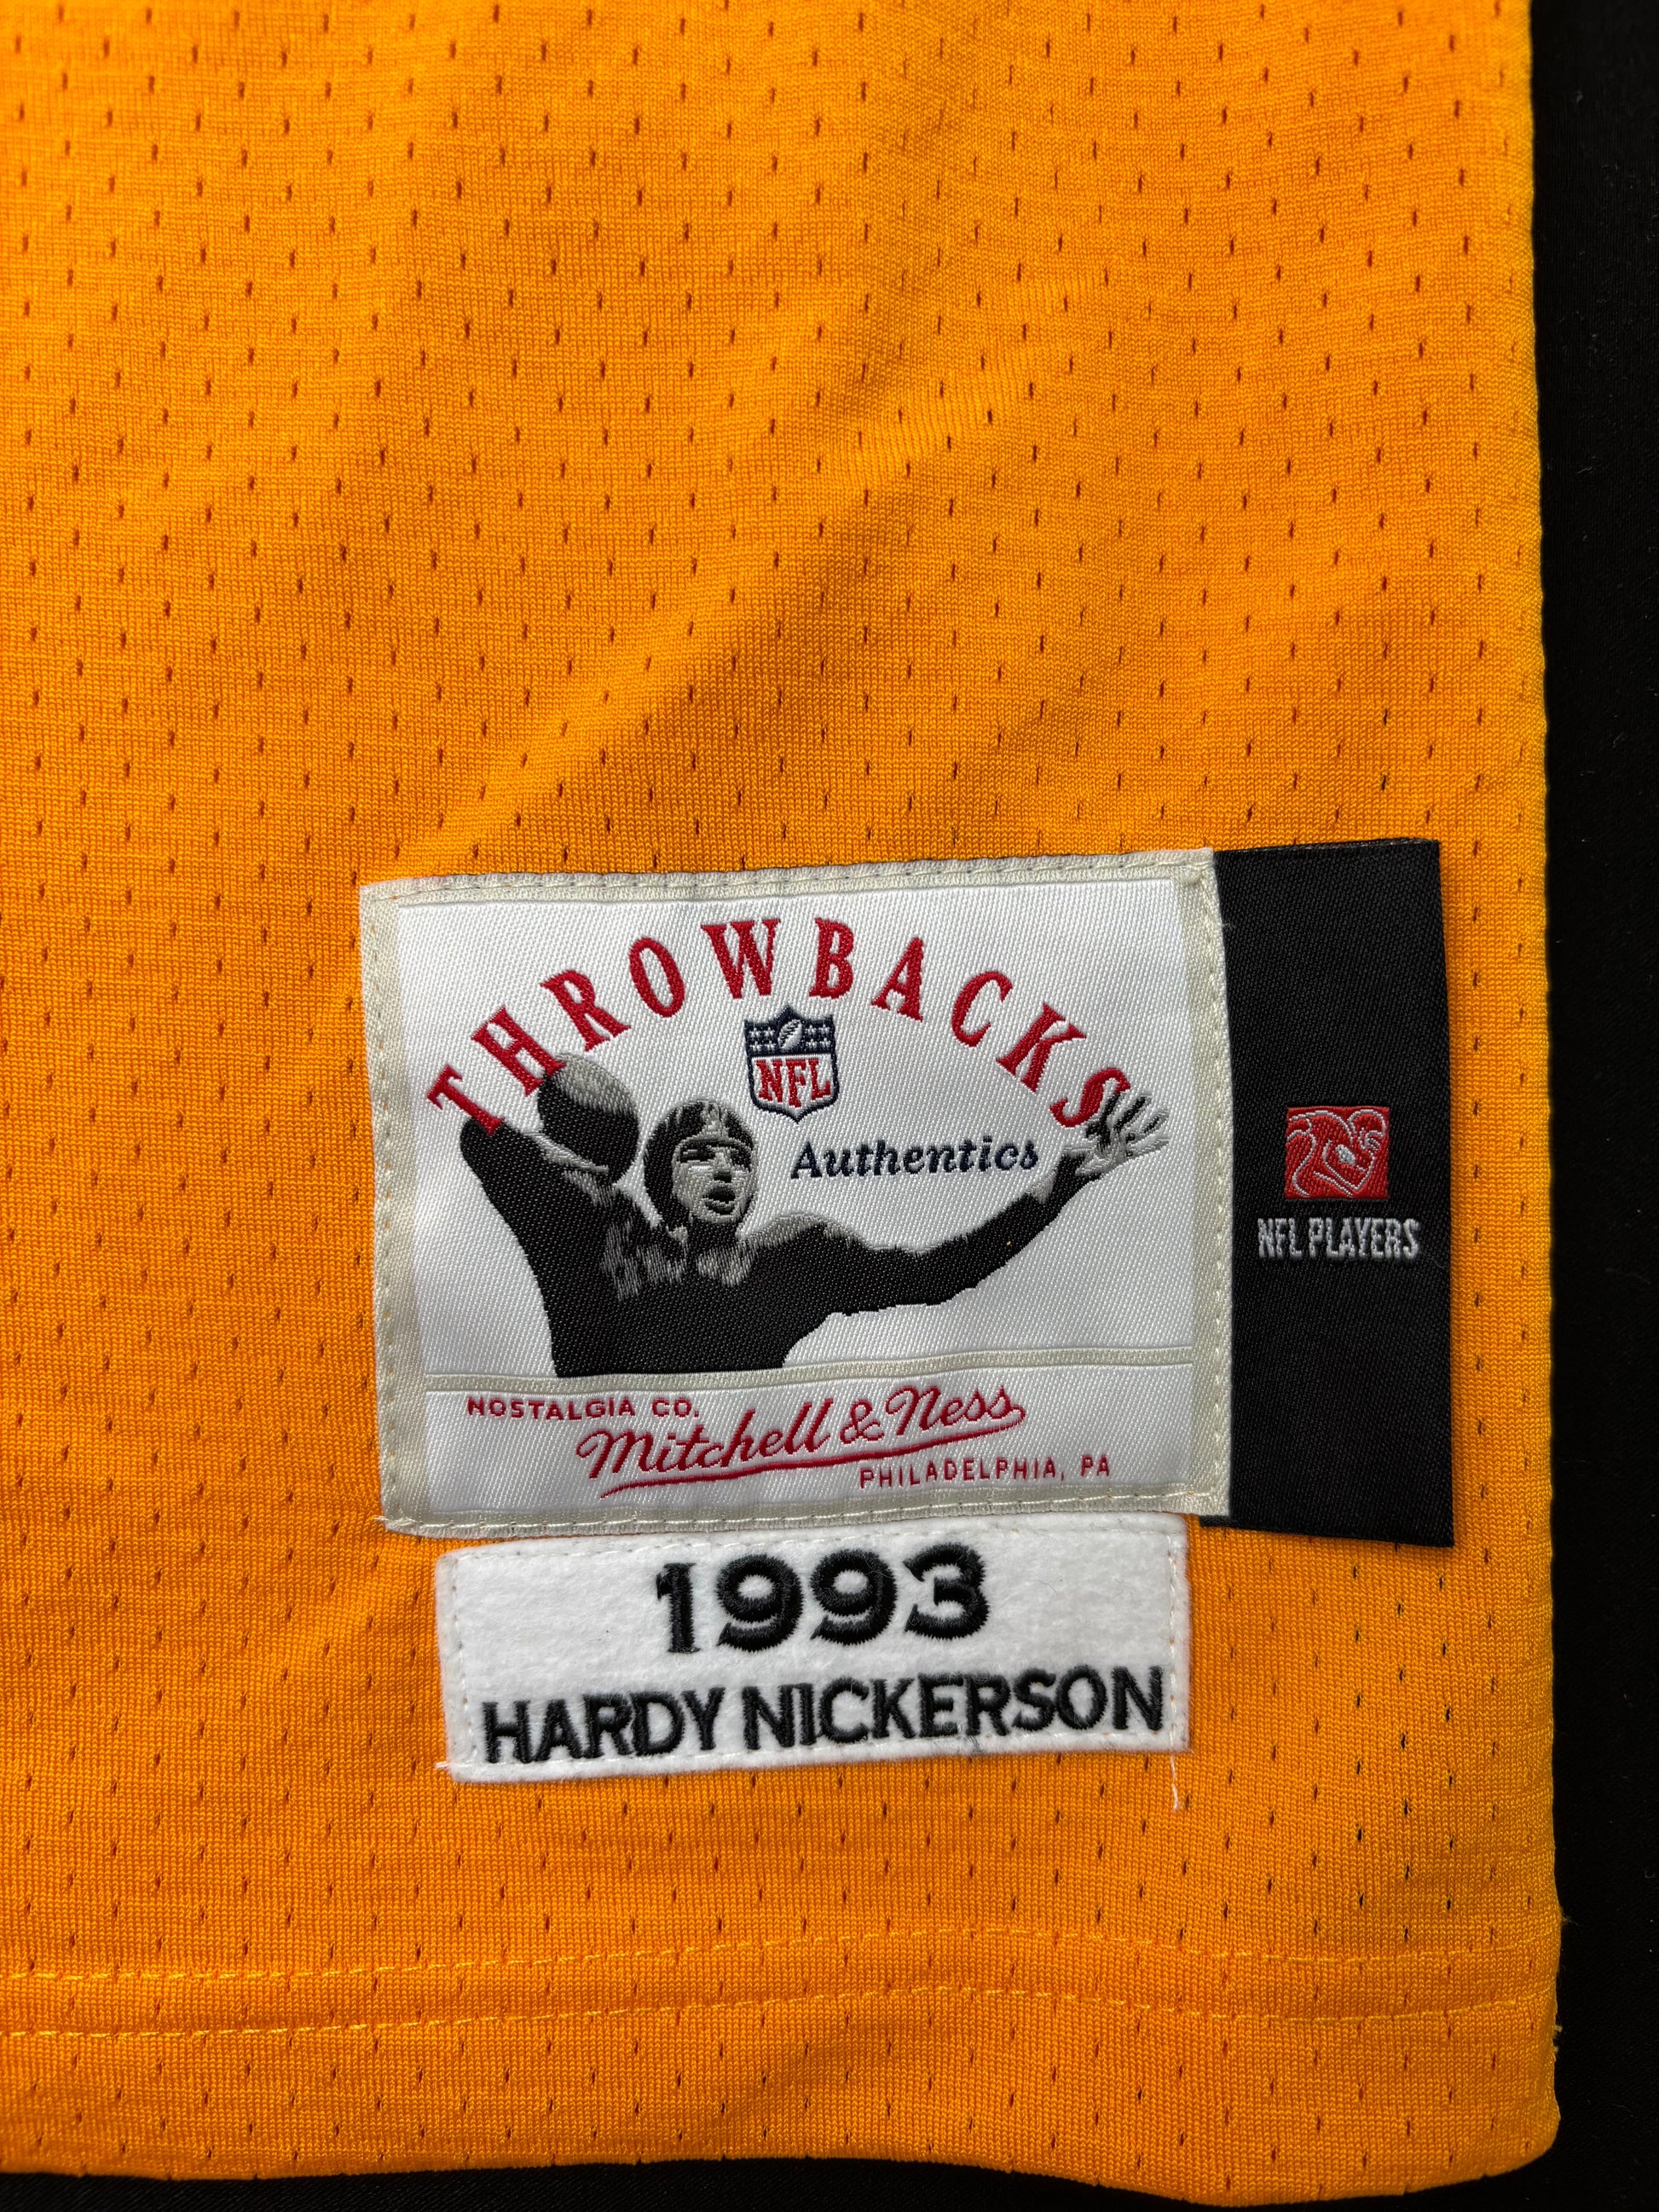 THROWBACKS
NFL
Authentics
NFL PLAYERS
NOSTALGIA CO.
Mitchell & Ness
PHILADELPHIA, PA
1993
HARDY NICKERSON